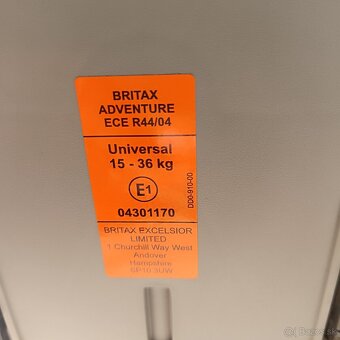 BRITAX
ADVENTURE
ECE R44/04
Universal
15 - 36 kg
E1
04301170
BRITAX EXCELSIOR
LIMITED
1 Churchill Way West
Andover
Hampshire
SP10 3UW
D00-910-00